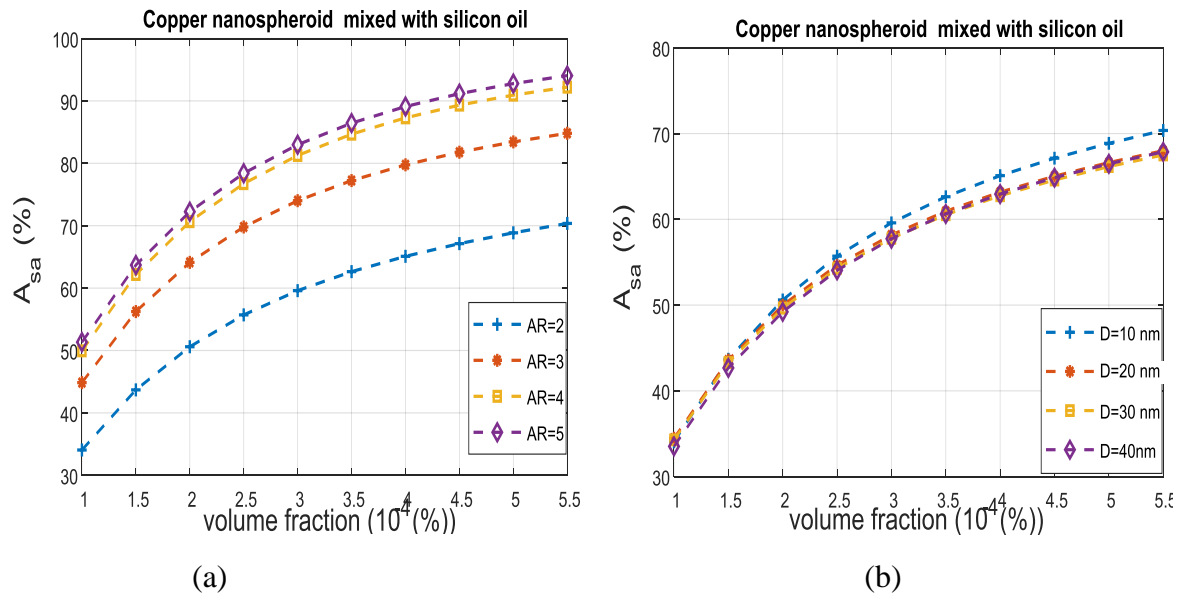 Copper nanospheroid mixed with silicon oil
100
90
80
70
60
50
40
30
A_sa (%)
AR=2
AR=3
AR=4
AR=5
1 1.5 2 2.5 3 3.5 4 4.5 5 5.5
volume fraction (10^-4 (%))
(a)
Copper nanospheroid mixed with silicon oil
80
70
60
50
40
30
A_sa (%)
D=10 nm
D=20 nm
D=30 nm
D=40nm
1 1.5 2 2.5 3 3.5 4 4.5 5 5.5
volume fraction (10^-4 (%))
(b)